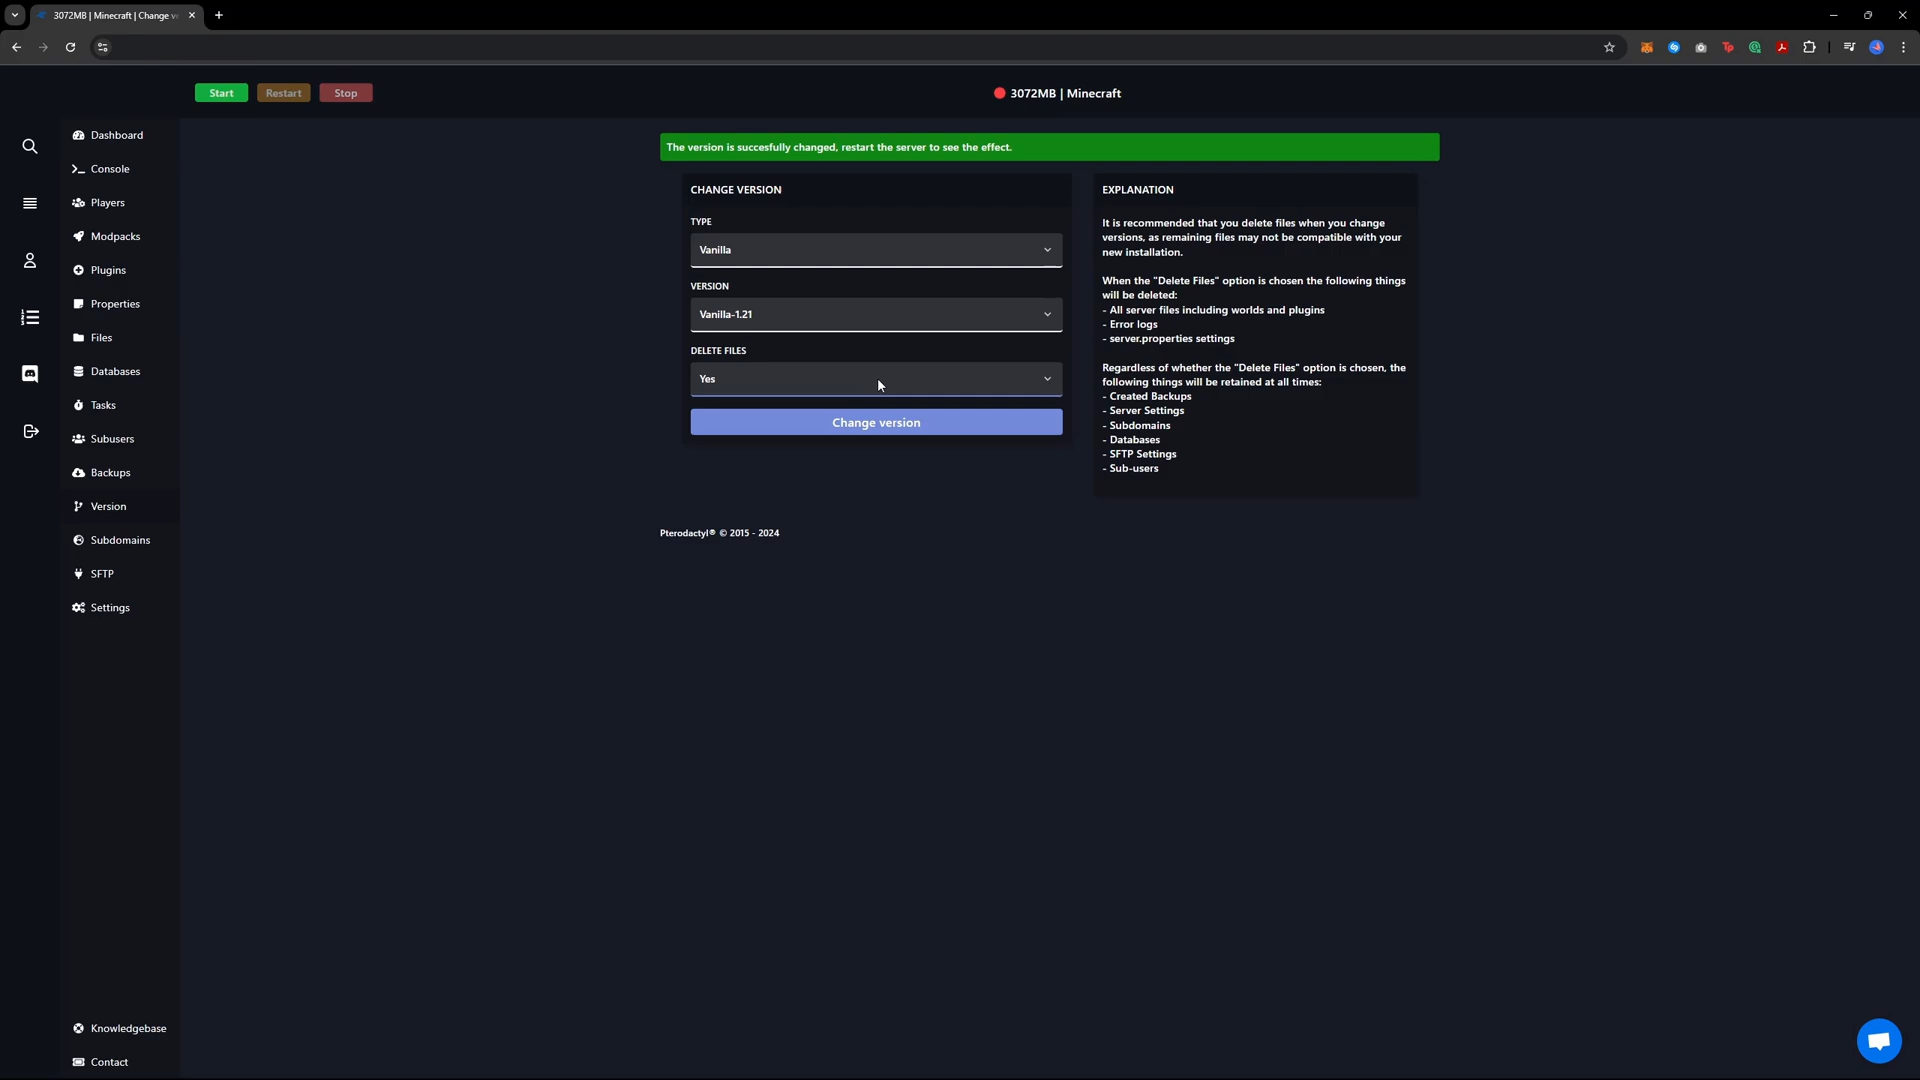 3072MB | Minecraft | Change ve
Start
Restart
Stop
3072MB | Minecraft
Dashboard
Console
Players
Modpacks
Plugins
Properties
Files
Databases
Tasks
Subusers
Backups
Version
Subdomains
SFTP
Settings
Knowledgebase
Contact
The version is succesfully changed, restart the server to see the effect.
CHANGE VERSION
TYPE
Vanilla
VERSION
Vanilla-1.21
DELETE FILES
Yes
Change version
EXPLANATION
It is recommended that you delete files when you change
versions, as remaining files may not be compatible with your
new installation.
When the "Delete Files" option is chosen the following things
will be deleted:
- All server files including worlds and plugins
- Error logs
- server.properties settings
Regardless of whether the "Delete Files" option is chosen, the
following things will be retained at all times:
- Created Backups
- Server Settings
- Subdomains
- Databases
- SFTP Settings
- Sub-users
Pterodactyl® © 2015 - 2024